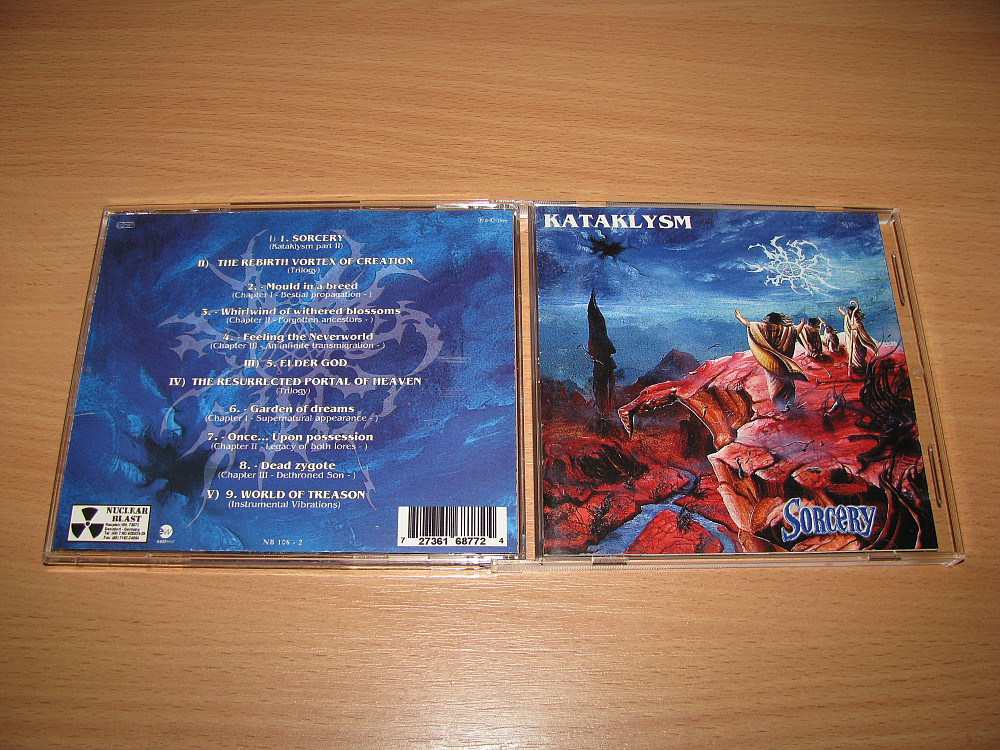 I) 1. SORCERY
(Kataklysm part II)
II) THE REBIRTH VORTEX OF CREATION
(Trilogy)
2. - Mould in a breed
(Chapter I - Bestial propagation - )
3. - Whirlwind of withered blossoms
(Chapter II - Forgotten ancestors - )
4. - Feeling the Neverworld
(Chapter III - An infinite transmigration - )
III) 5. ELDER GOD
IV) THE RESURRECTED PORTAL OF HEAVEN
(Trilogy)
6. - Garden of dreams
(Chapter I - Supernatural appearance - )
7. - Once... Upon possession
(Chapter II - Legacy of both lores - )
8. - Dead zygote
(Chapter III - Dethroned Son - )
V) 9. WORLD OF TREASON
(Instrumental Vibrations)
NUCLEAR
BLAST
NB 108 - 2
7 27361 68772 4
KATAKLYSM
Sorcery